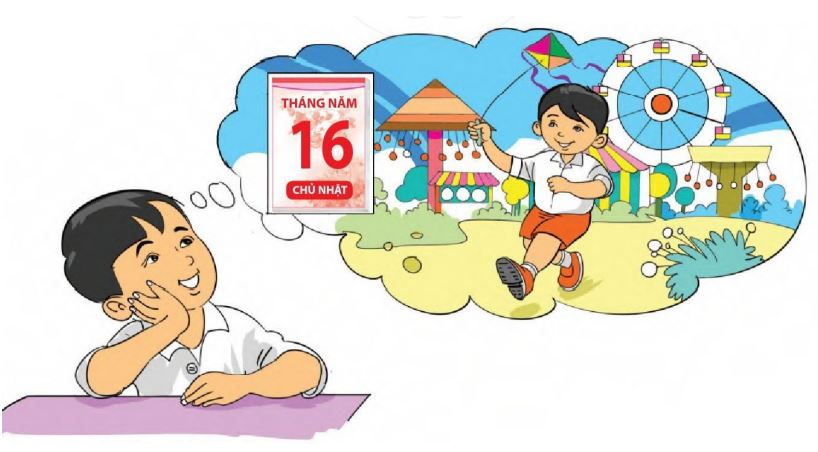 THÁNG NĂM
16
CHỦ NHẬT